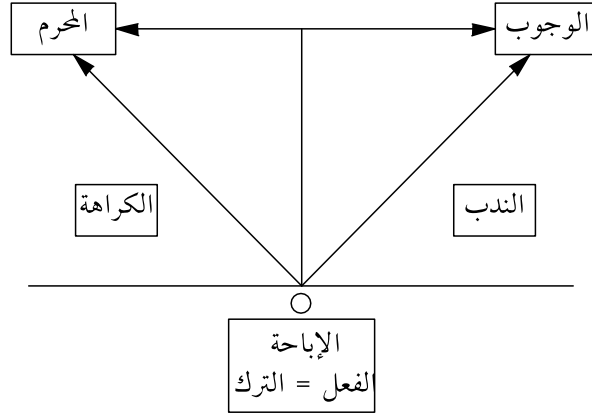 الوجوب
المحرم
الندب
الكراهة
الإباحة
الفعل = الترك